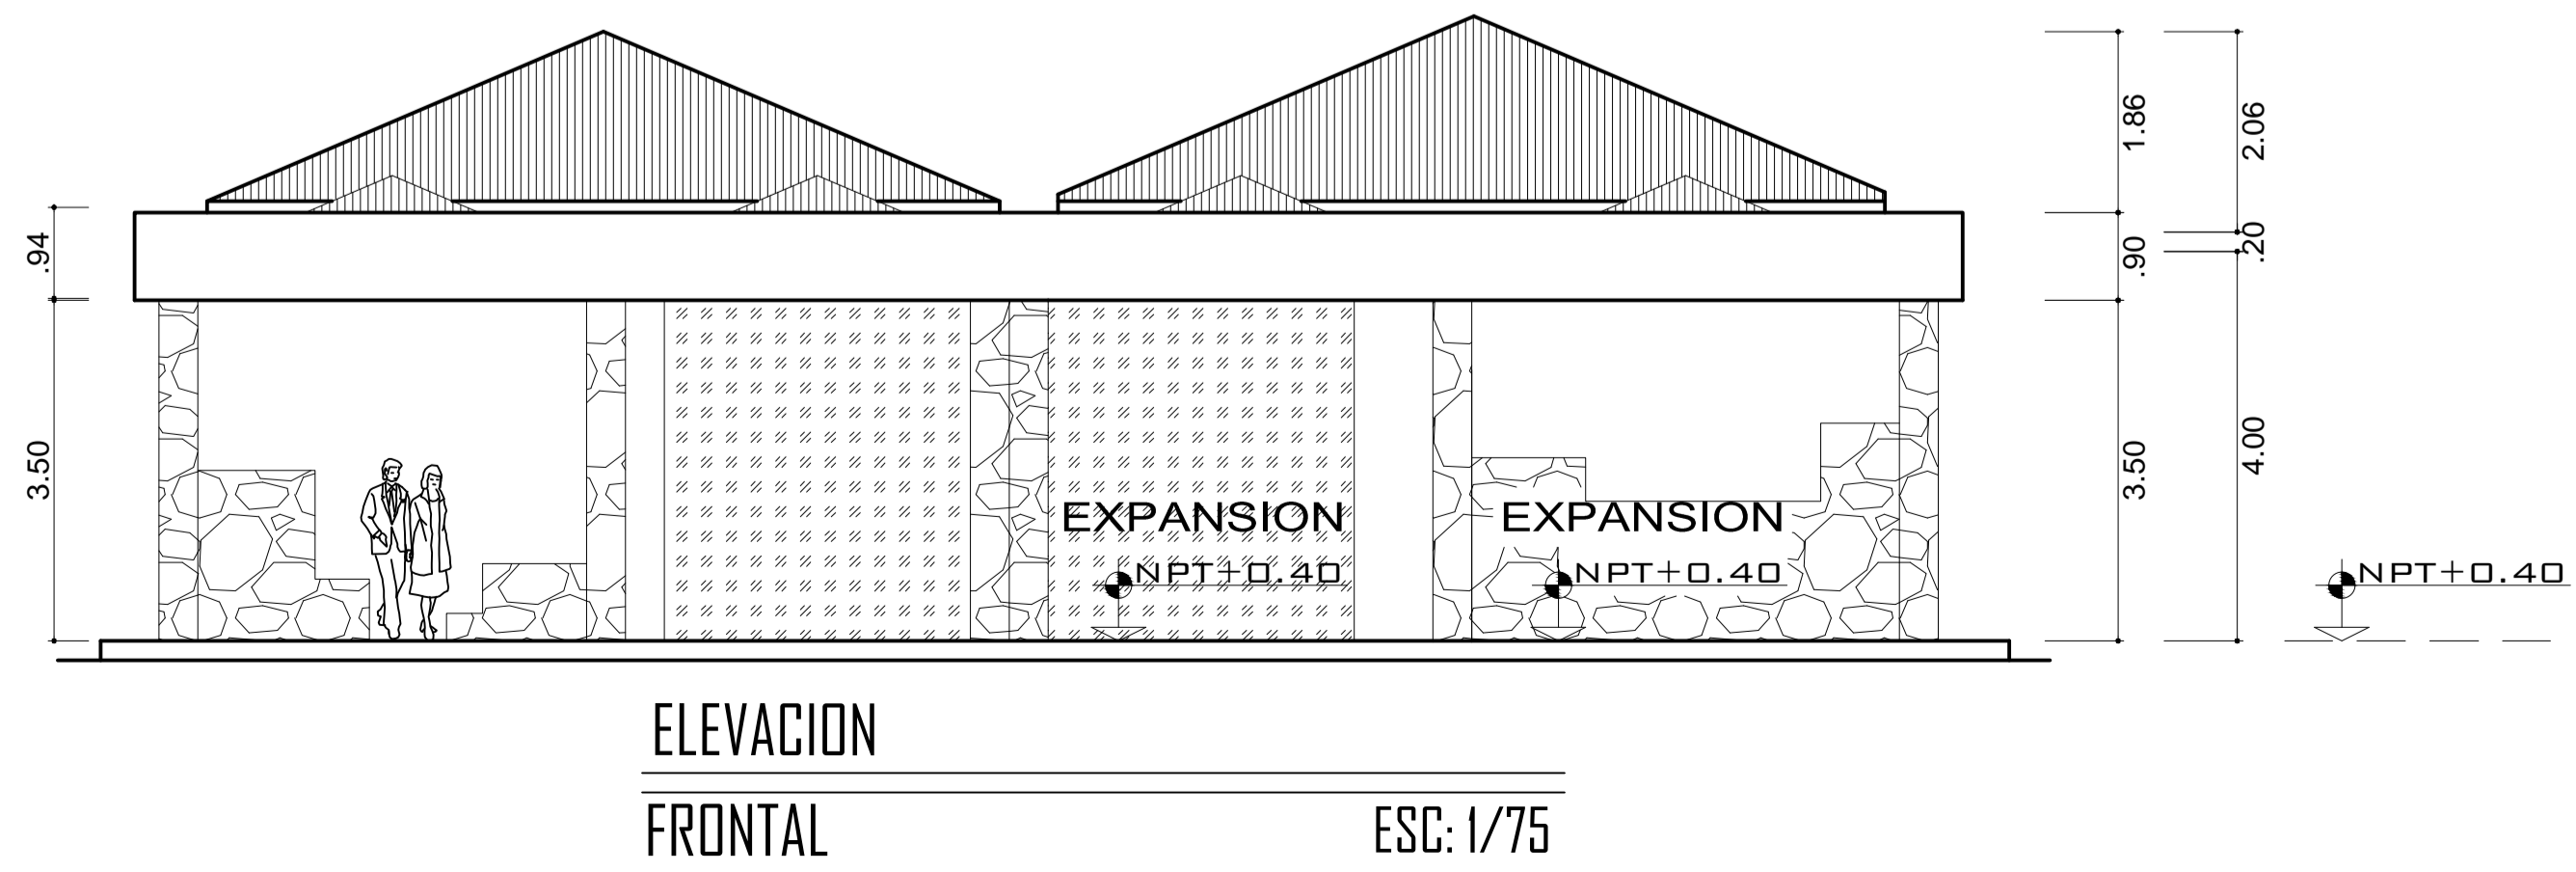 1.86
2.06
.94
.90
.20
3.50
3.50
4.00
EXPANSION
EXPANSION
NPT+0.40
NPT+0.40
NPT+0.40
ELEVACION
FRONTAL
ESC: 1/75